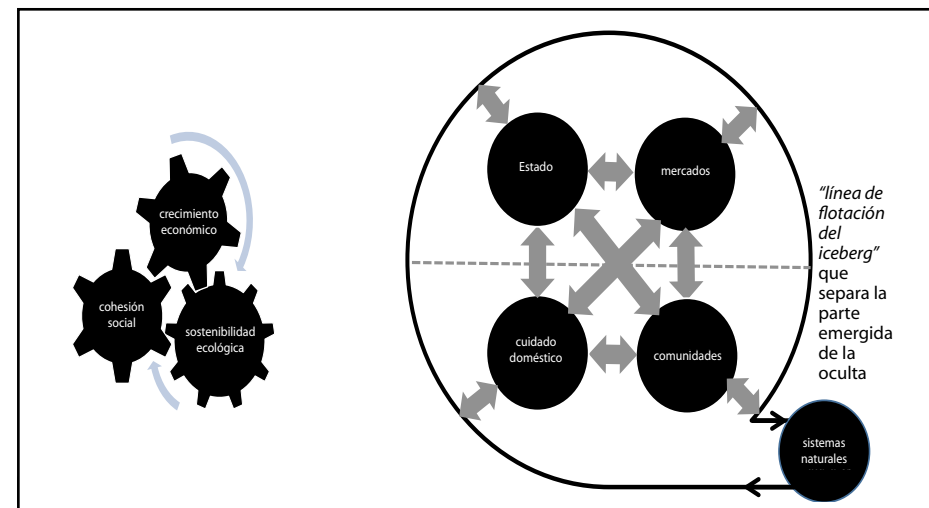 crecimiento
económico
cohesión
social
sostenibilidad
ecológica
Estado
mercados
cuidado
doméstico
comunidades
“línea de
flotación
del
iceberg”
que
separa la
parte
emergida
de la
oculta
sistemas
naturales